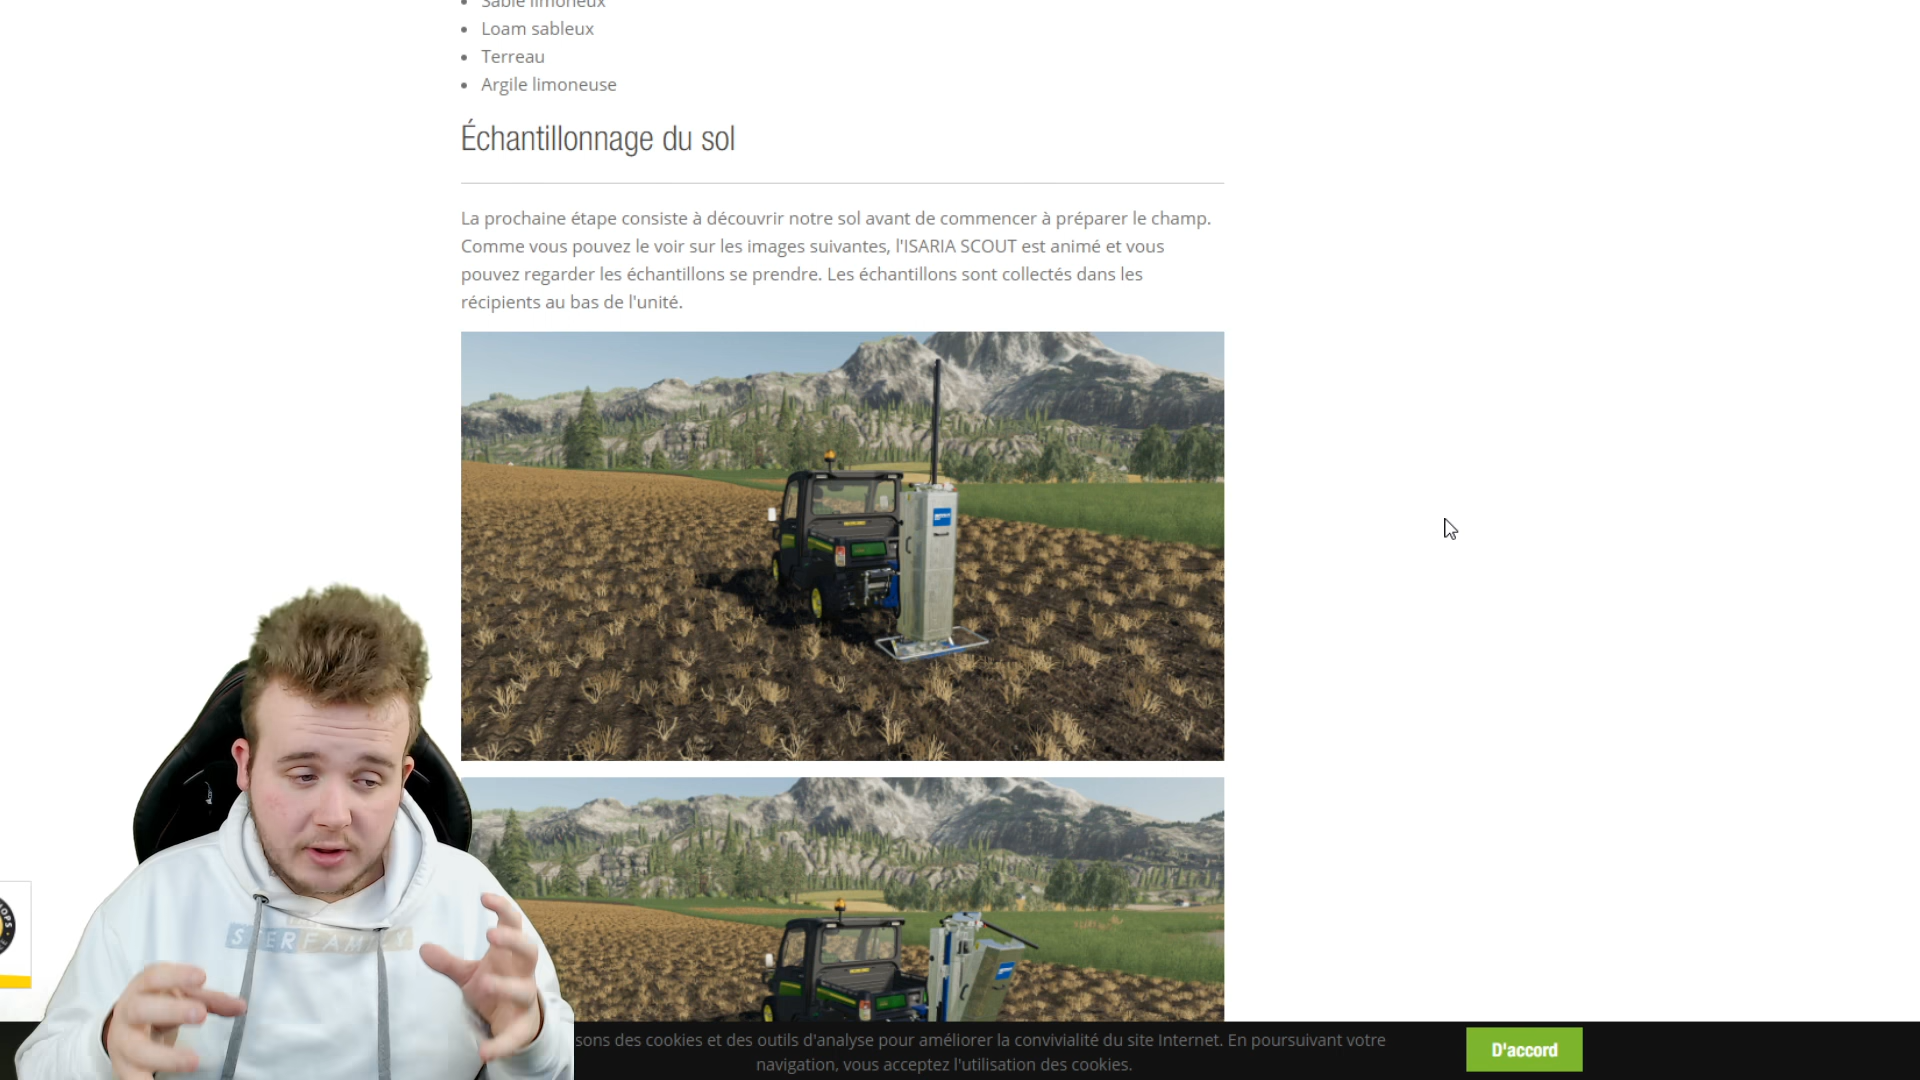 Sable limoneux
Loam sableux
Terreau
Argile limoneuse
Échantillonnage du sol
La prochaine étape consiste à découvrir notre sol avant de commencer à préparer le champ.
Comme vous pouvez le voir sur les images suivantes, l'ISARIA SCOUT est animé et vous
pouvez regarder les échantillons se prendre. Les échantillons sont collectés dans les
récipients au bas de l'unité.
sons des cookies et des outils d'analyse pour améliorer la convivialité du site Internet. En poursuivant votre
navigation, vous acceptez l'utilisation des cookies.
D'accord